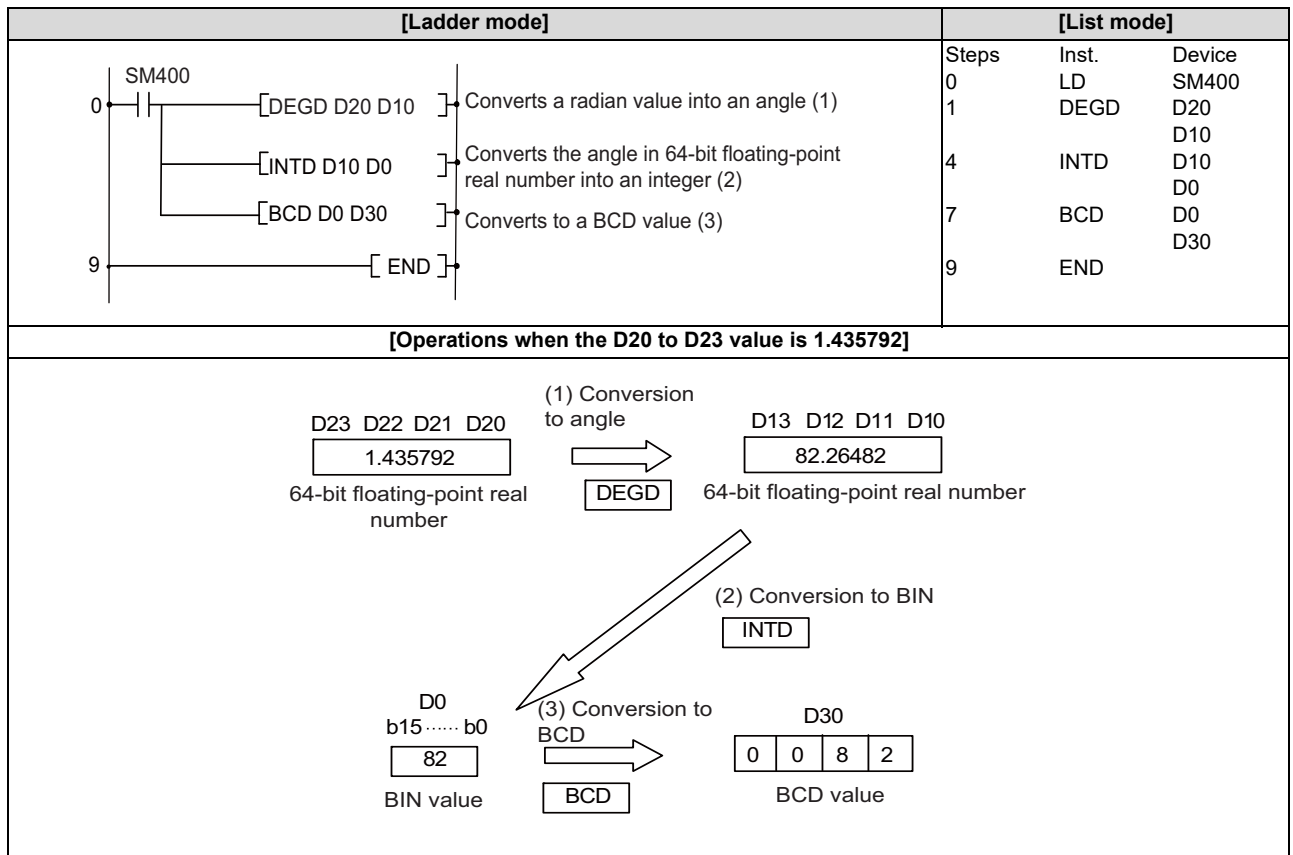 [Ladder mode]
[List mode]
SM400
0
[DEGD D20 D10 ]
Converts a radian value into an angle (1)
[INTD D10 D0 ]
Converts the angle in 64-bit floating-point
real number into an integer (2)
[BCD D0 D30 ]
Converts to a BCD value (3)
9
[ END ]
Steps Inst. Device
0 LD SM400
1 DEGD D20
D10
4 INTD D10
D0
7 BCD D0
D30
9 END
[Operations when the D20 to D23 value is 1.435792]
(1) Conversion
to angle
D23 D22 D21 D20
1.435792
64-bit floating-point real
number
DEGD
D13 D12 D11 D10
82.26482
64-bit floating-point real number
(2) Conversion to BIN
INTD
D0
b15 ······ b0
82
BIN value
(3) Conversion to
BCD
BCD
D30
0 0 8 2
BCD value